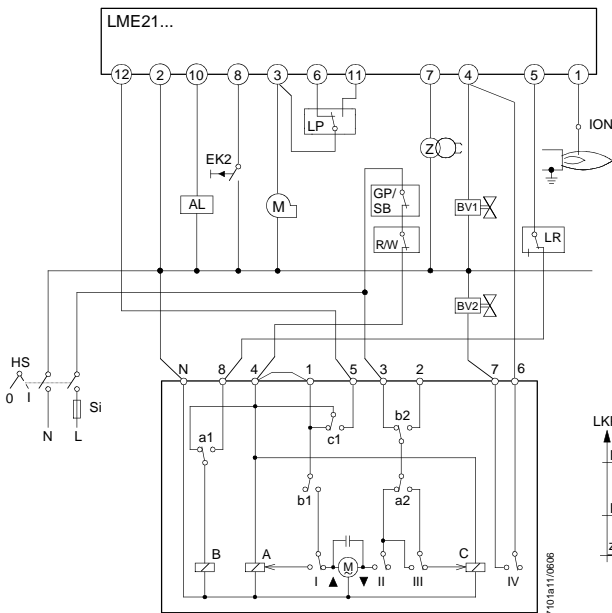 LME21...
12 2 10 8 3 6 11 7 4 5 1
LP
ION
EK2
Z
GP/
SB
AL
M
BV1
R/W
LR
BV2
HS
0 I
Si
N L
N 8 4 1 5 3 2 7 6
LK
c1
b2
a1
b1
a2
B A C
I M II III IV
7101a11/0606